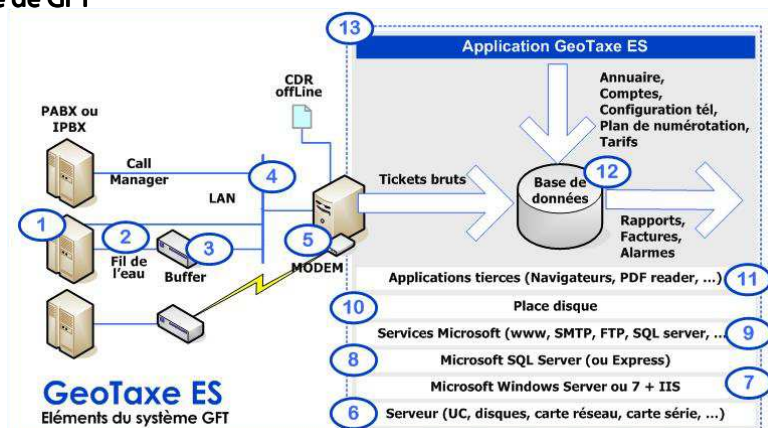 e de GFT
13
Application GeoTaxe ES
CDR
offLine
PABX ou
IPBX
Annuaire,
Comptes,
Configuration tél,
Plan de numérotation,
Tarifs
Call
Manager
4
LAN
Tickets bruts
12
Base de
données
1
2
3
5
Fil de
l'eau
Buffer
MODEM
Rapports,
Factures,
Alarmes
Applications tierces (Navigateurs, PDF reader, ...)
11
10
Place disque
Services Microsoft (www, SMTP, FTP, SQL server, ..
9
8
Microsoft SQL Server (ou Express)
Microsoft Windows Server ou 7 + IIS
7
6
Serveur (UC, disques, carte réseau, carte série, ...)
GeoTaxe ES
Eléments du système GFT